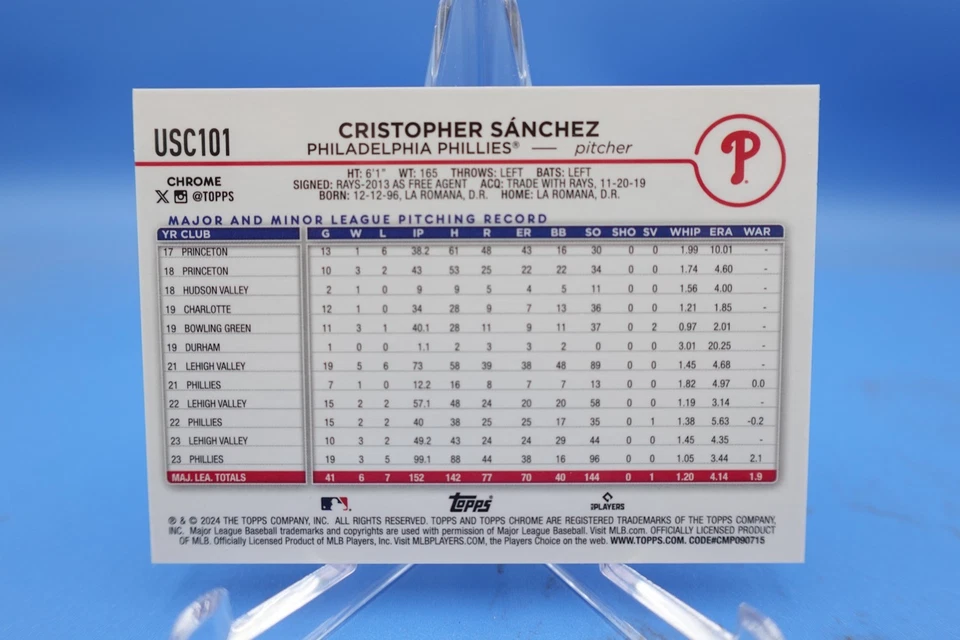 USC101
CRISTOPHER SÁNCHEZ
PHILADELPHIA PHILLIES® — pitcher
P
CHROME
@TOPPS
HT: 6'1" WT: 165 THROWS: LEFT BATS: LEFT
SIGNED: RAYS-2013 AS FREE AGENT ACQ: TRADE WITH RAYS, 11-20-19
BORN: 12-12-96, LA ROMANA, D.R. HOME: LA ROMANA, D.R.
MAJOR AND MINOR LEAGUE PITCHING RECORD
YR CLUB G W L IP H R ER BB SO SHO SV WHIP ERA WAR
17 PRINCETON 13 1 6 38.2 61 48 43 16 30 0 0 1.99 10.01 -
18 PRINCETON 10 3 2 43 53 25 22 22 34 0 0 1.74 4.60 -
18 HUDSON VALLEY 2 1 0 9 9 5 4 5 11 0 0 1.56 4.00 -
19 CHARLOTTE 12 1 0 34 28 9 7 13 36 0 0 1.21 1.85 -
19 BOWLING GREEN 11 3 1 40.1 28 11 9 11 37 0 2 0.97 2.01 -
19 DURHAM 1 0 0 1.1 2 3 3 2 0 0 0 3.01 20.25 -
21 LEHIGH VALLEY 19 5 6 73 58 39 38 48 89 0 0 1.45 4.68 -
21 PHILLIES 7 1 0 12.2 16 8 7 7 13 0 0 1.82 4.97 0.0
22 LEHIGH VALLEY 15 2 2 57.1 48 24 20 20 58 0 0 1.19 3.14 -
22 PHILLIES 15 2 2 40 38 25 25 17 35 0 1 1.38 5.63 -0.2
23 LEHIGH VALLEY 10 3 2 49.2 43 24 24 29 44 0 0 1.45 4.35 -
23 PHILLIES 19 3 5 99.1 88 44 38 16 96 0 0 1.05 3.44 2.1
MAJ. LEA. TOTALS 41 6 7 152 142 77 70 40 144 0 1 1.20 4.14 1.9
Topps
PLAYERS
® & © 2024 THE TOPPS COMPANY, INC. ALL RIGHTS RESERVED. TOPPS AND TOPPS CHROME ARE REGISTERED TRADEMARKS OF THE TOPPS COMPANY,
INC. Major League Baseball trademarks and copyrights are used with permission of Major League Baseball. Visit MLB.com. OFFICIALLY LICENSED PRODUCT
OF MLB. Officially Licensed Product of MLB Players, Inc. Visit MLBPLAYERS.COM, the Players Choice on the web. WWW.TOPPS.COM. CODE#CMP090715